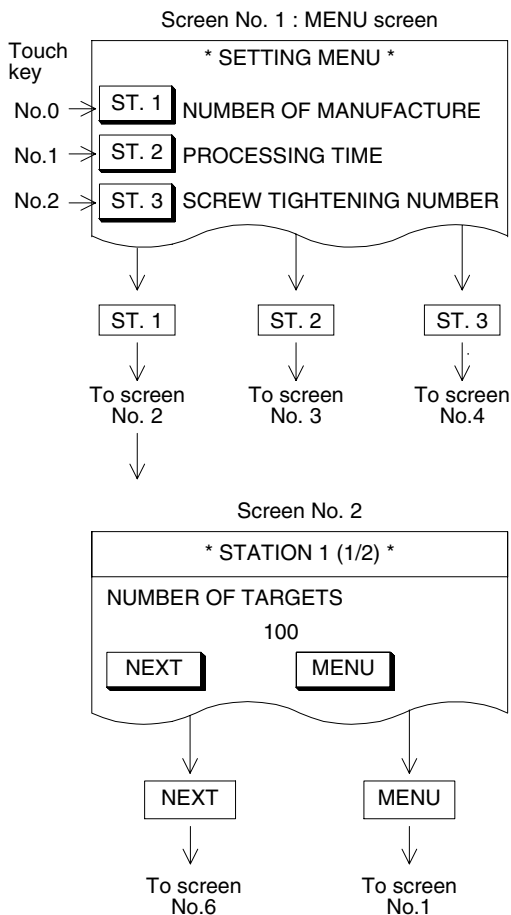 Screen No. 1 : MENU screen
Touch
key
* SETTING MENU *
No.0 ST. 1 NUMBER OF MANUFACTURE
No.1 ST. 2 PROCESSING TIME
No.2 ST. 3 SCREW TIGHTENING NUMBER
ST. 1 ST. 2 ST. 3
To screen
No. 2
To screen
No. 3
To screen
No.4
Screen No. 2
* STATION 1 (1/2) *
NUMBER OF TARGETS
100
NEXT MENU
NEXT MENU
To screen
No.6
To screen
No.1